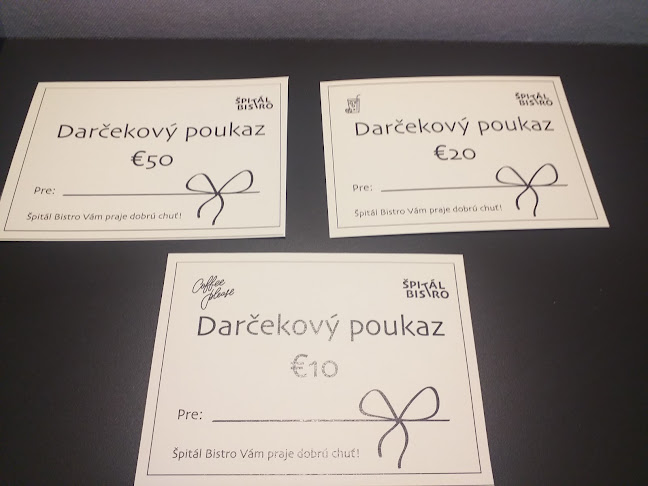 ŠPITÁL
BISTRO
Darčekový poukaz
€50
Pre:
Špitál Bistro Vám praje dobrú chuť!
ŠPITÁL
BISTRO
Darčekový poukaz
€20
Pre:
Špitál Bistro Vám praje dobrú chuť!
Coffee
please
ŠPITÁL
BISTRO
Darčekový poukaz
€10
Pre:
Špitál Bistro Vám praje dobrú chuť!